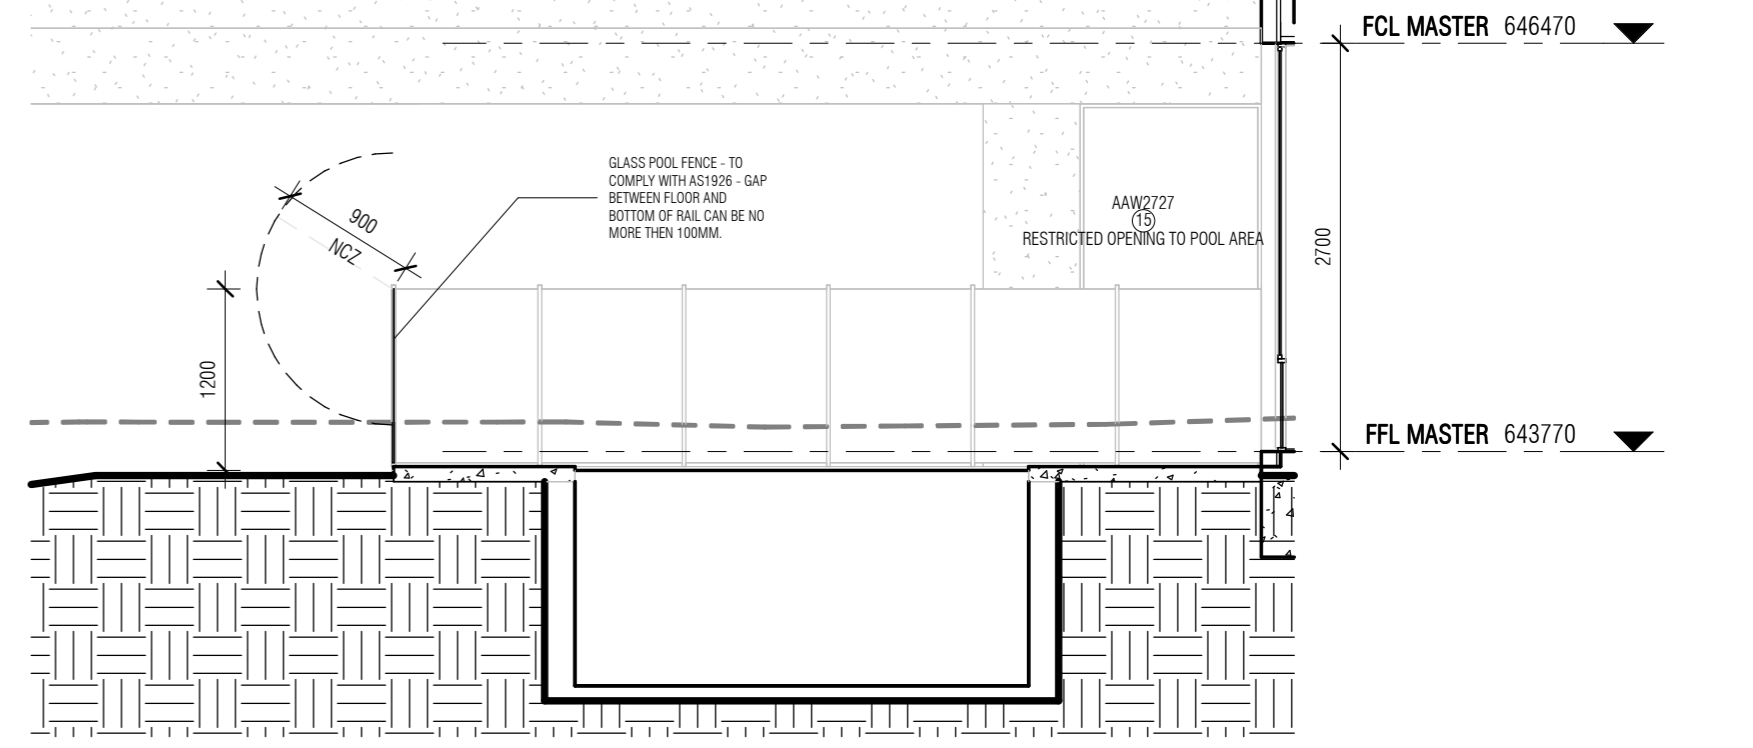 FCL MASTER 646470
GLASS POOL FENCE - TO
COMPLY WITH AS1926 - GAP
BETWEEN FLOOR AND
BOTTOM OF RAIL CAN BE NO
MORE THEN 100MM.
900
NCZ
AAW2727
15
RESTRICTED OPENING TO POOL AREA
2700
1200
FFL MASTER 643770